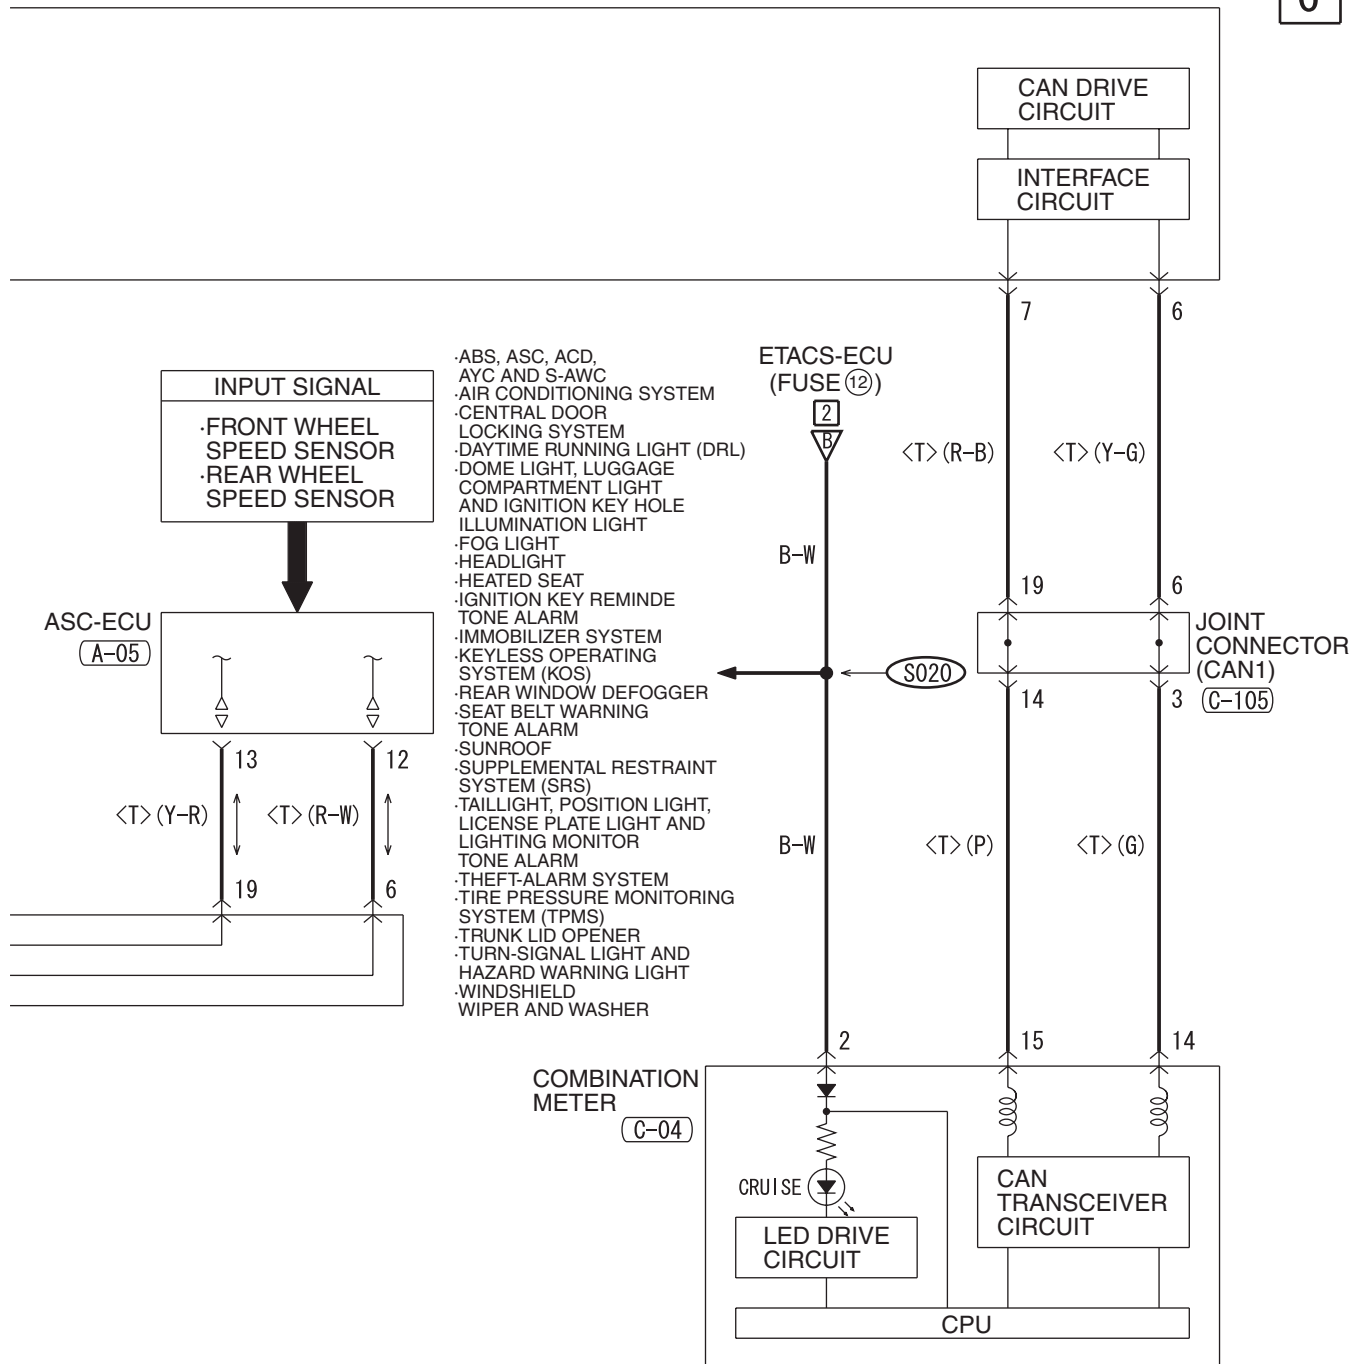 CAN DRIVE
CIRCUIT
INTERFACE
CIRCUIT
7
6
·ABS, ASC, ACD,
AYC AND S-AWC
·AIR CONDITIONING SYSTEM
·CENTRAL DOOR
LOCKING SYSTEM
·DAYTIME RUNNING LIGHT (DRL)
·DOME LIGHT, LUGGAGE
COMPARTMENT LIGHT
AND IGNITION KEY HOLE
ILLUMINATION LIGHT
·FOG LIGHT
·HEADLIGHT
·HEATED SEAT
·IGNITION KEY REMINDE
TONE ALARM
·IMMOBILIZER SYSTEM
·KEYLESS OPERATING
SYSTEM (KOS)
·REAR WINDOW DEFOGGER
·SEAT BELT WARNING
TONE ALARM
·SUNROOF
·SUPPLEMENTAL RESTRAINT
SYSTEM (SRS)
·TAILLIGHT, POSITION LIGHT,
LICENSE PLATE LIGHT AND
LIGHTING MONITOR
TONE ALARM
·THEFT-ALARM SYSTEM
·TIRE PRESSURE MONITORING
SYSTEM (TPMS)
·TRUNK LID OPENER
·TURN-SIGNAL LIGHT AND
HAZARD WARNING LIGHT
·WINDSHIELD
WIPER AND WASHER
ETACS-ECU
(FUSE ⑫)
2
B
INPUT SIGNAL
·FRONT WHEEL
SPEED SENSOR
·REAR WHEEL
SPEED SENSOR
<T>(R-B)
<T>(Y-G)
B-W
19
6
ASC-ECU
A-05
JOINT
CONNECTOR
(CAN1)
C-105
S020
14
3
13
12
<T>(Y-R)
<T>(R-W)
B-W
<T>(P)
<T>(G)
19
6
2
15
14
COMBINATION
METER
C-04
CRUISE
CAN
TRANSCEIVER
CIRCUIT
LED DRIVE
CIRCUIT
CPU